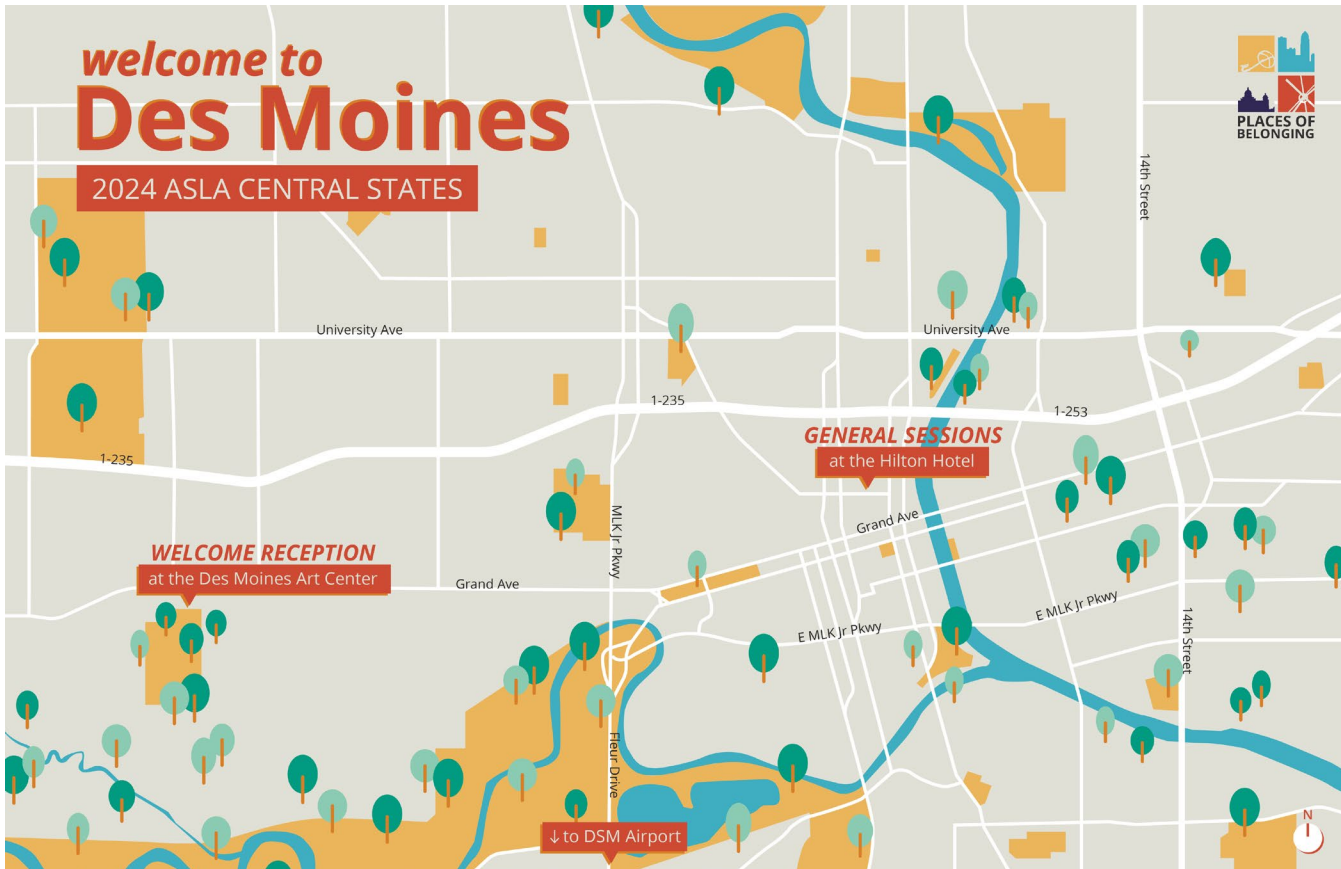 welcome to
Des Moines
2024 ASLA CENTRAL STATES
PLACES OF
BELONGING
14th Street
University Ave
University Ave
1-235
1-253
1-235
GENERAL SESSIONS
at the Hilton Hotel
MLK Jr Pkwy
Grand Ave
WELCOME RECEPTION
at the Des Moines Art Center
Grand Ave
E MLK Jr Pkwy
E MLK Jr Pkwy
14th Street
Fleur Drive
↓ to DSM Airport
N